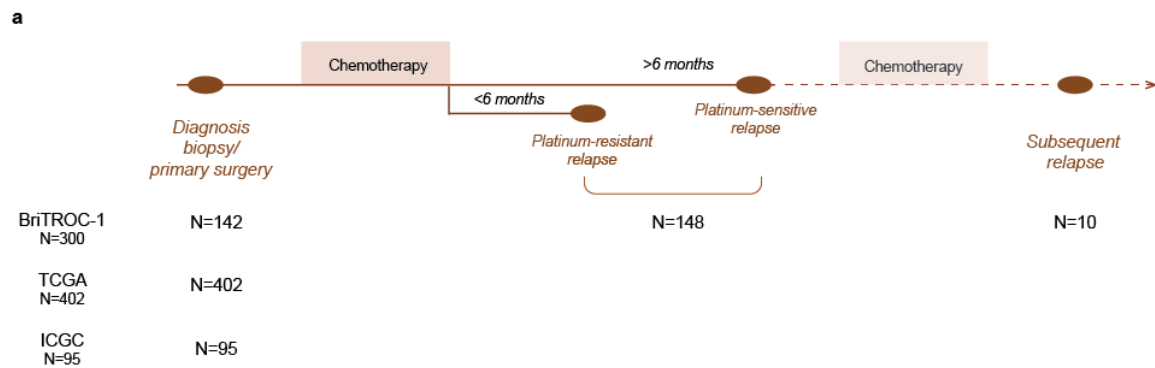 a
Chemotherapy
>6 months
Chemotherapy
<6 months
Diagnosis
biopsy/
primary surgery
Platinum-resistant
relapse
Platinum-sensitive
relapse
Subsequent
relapse
BriTROC-1
N=300
N=142
N=148
N=10
TCGA
N=402
N=402
ICGC
N=95
N=95